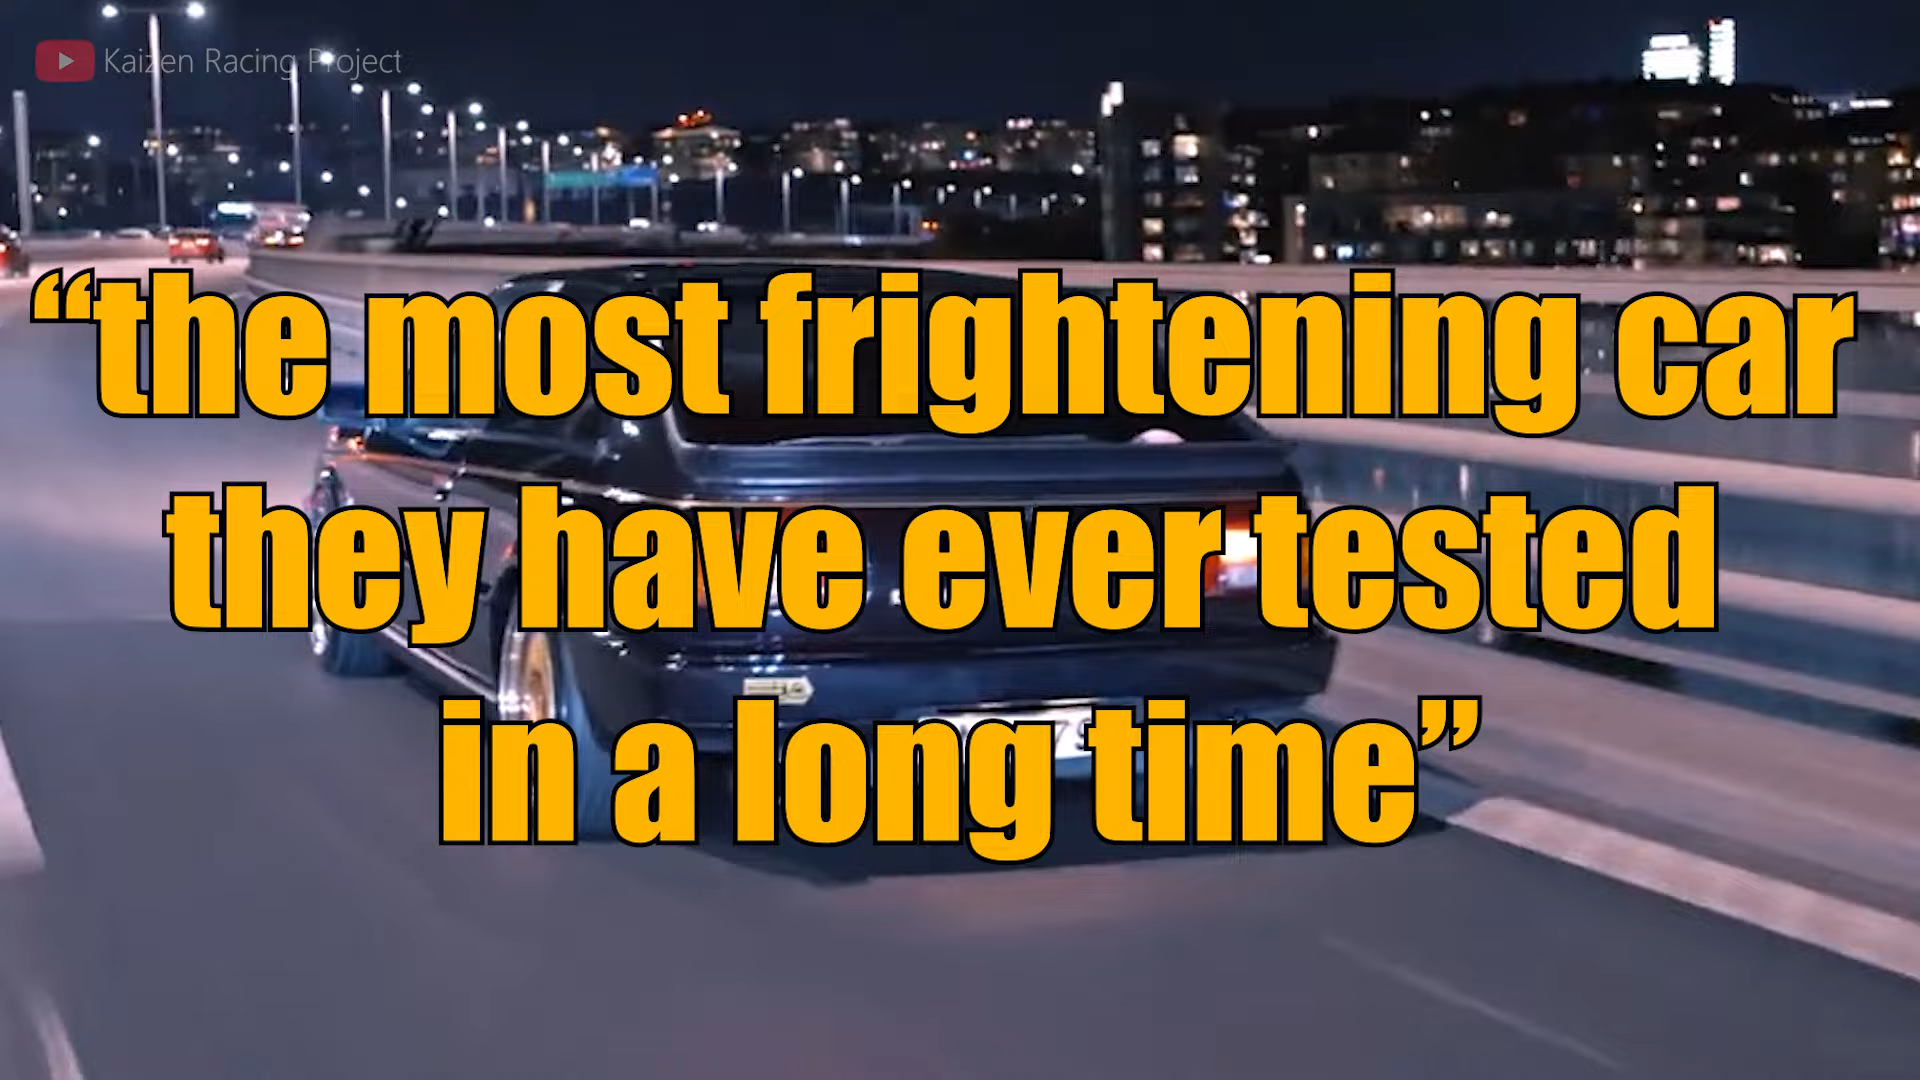 Kaizen Racing Project
“the most frightening car
they have ever tested
in a long time”